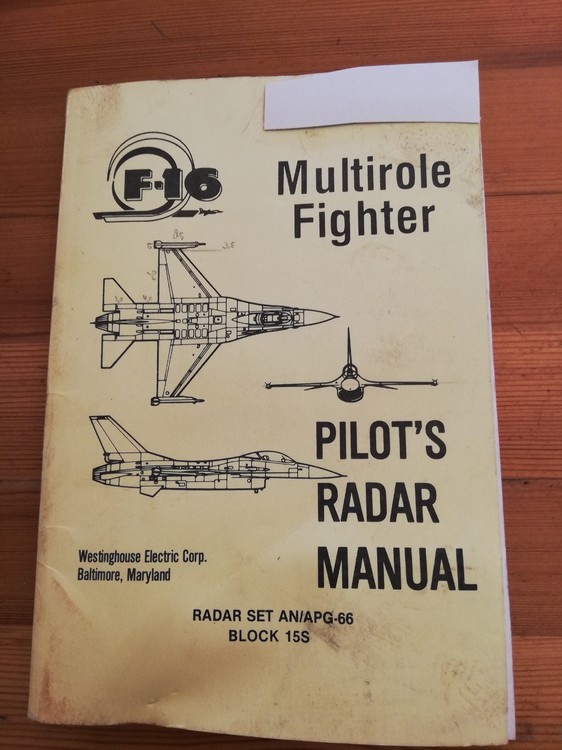 F-16
Multirole
Fighter
PILOT'S
RADAR
MANUAL
Westinghouse Electric Corp.
Baltimore, Maryland
RADAR SET AN/APG-66
BLOCK 15S